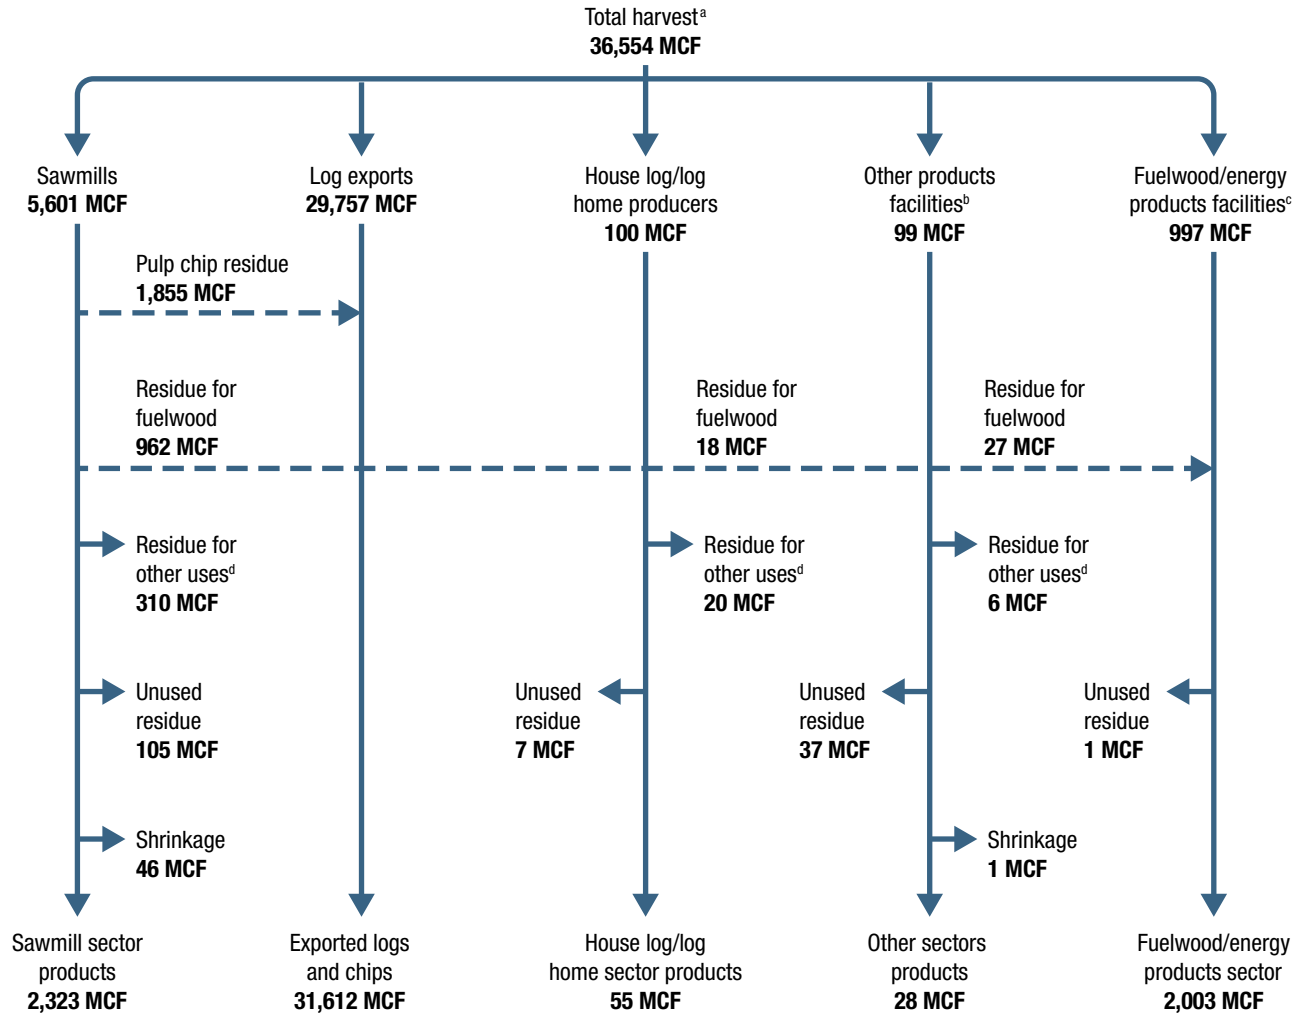 Total harvestᵃ
36,554 MCF
Sawmills
5,601 MCF
Log exports
29,757 MCF
House log/log
home producers
100 MCF
Other products
facilitiesᵇ
99 MCF
Fuelwood/energy
products facilitiesᶜ
997 MCF
Pulp chip residue
1,855 MCF
Residue for
fuelwood
962 MCF
Residue for
fuelwood
18 MCF
Residue for
fuelwood
27 MCF
Residue for
other usesᵈ
310 MCF
Residue for
other usesᵈ
20 MCF
Residue for
other usesᵈ
6 MCF
Unused
residue
105 MCF
Unused
residue
7 MCF
Unused
residue
37 MCF
Unused
residue
1 MCF
Shrinkage
46 MCF
Shrinkage
1 MCF
Sawmill sector
products
2,323 MCF
Exported logs
and chips
31,612 MCF
House log/log
home sector products
55 MCF
Other sectors
products
28 MCF
Fuelwood/energy
products sector
2,003 MCF